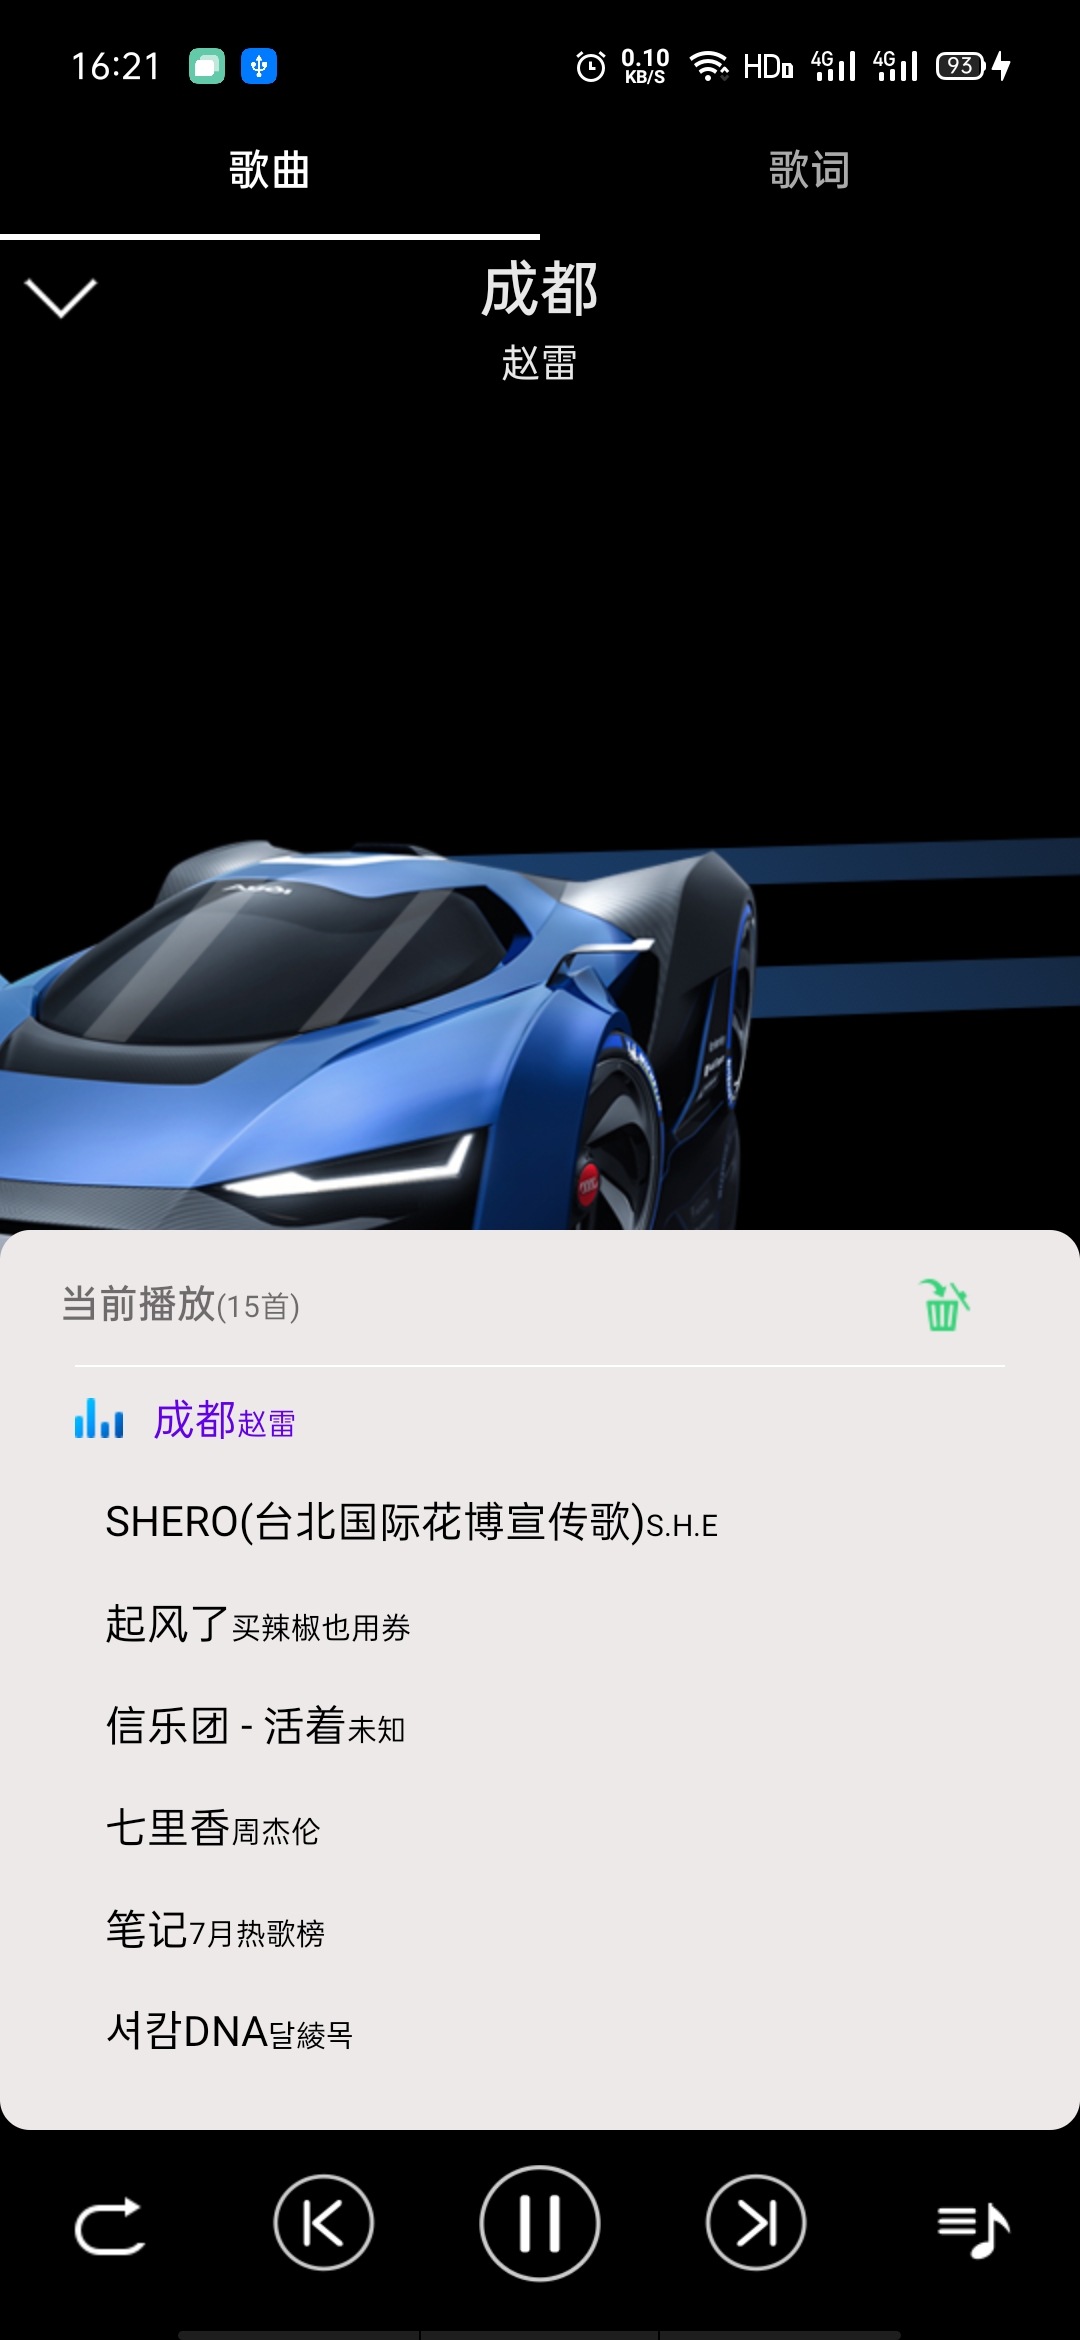 16:21
0.10
KB/S
HD
4G
4G
93
歌曲
歌词
成都
赵雷
当前播放(15首)
成都赵雷
SHERO(台北国际花博宣传歌)S.H.E
起风了买辣椒也用券
信乐团 - 活着未知
七里香周杰伦
笔记7月热歌榜
셔캄DNA달綾목